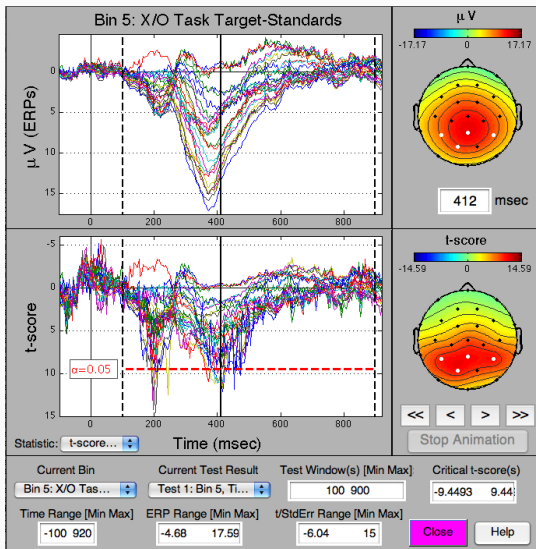 Bin 5: X/O Task Target-Standards
μ V (ERPs)
0
5
10
15
0 200 400 600 800
μ V
-17.17 17.17
412 msec
t-score
-5
0
5
10
15
α=0.05
0 200 400 600 800
Time (msec)
Statistic: t-score...
t-score
-14.59 14.59
<< < > >>
Stop Animation
Current Bin Current Test Result Test Window(s) [Min Max] Critical t-score(s)
Bin 5: X/O Tas... Test 1: Bin 5, Ti... 100 900 -9.4493 9.44
Time Range [Min Max] ERP Range [Min Max] t/StdErr Range [Min Max]
-100 920 -4.68 17.59 -6.04 15 Close Help